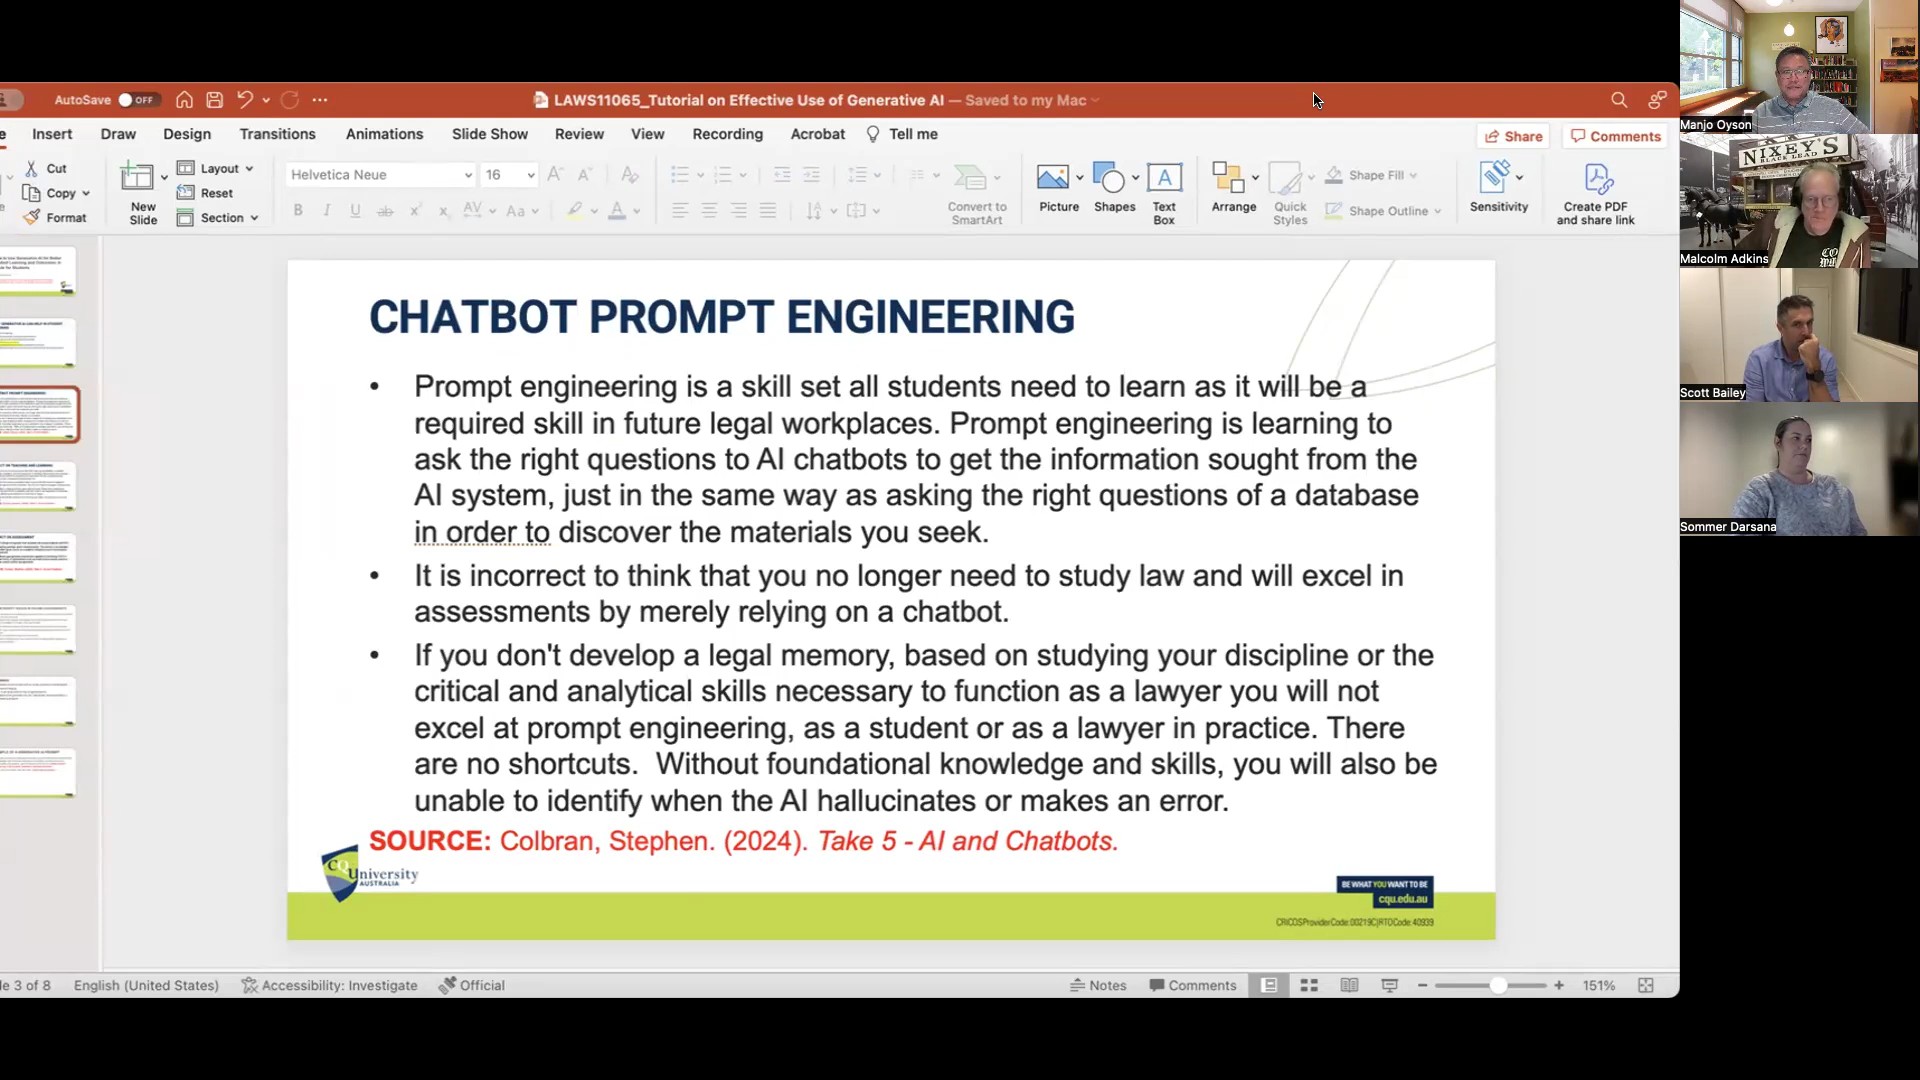 AutoSave OFF
LAWS11065_Tutorial on Effective Use of Generative AI — Saved to my Mac
Insert Draw Design Transitions Animations Slide Show Review View Recording Acrobat Tell me
Share Comments
Cut
Copy
Format
New
Slide
Layout
Reset
Section
Helvetica Neue 16
Convert to
SmartArt
Picture
Shapes
Text
Box
Arrange
Quick
Styles
Shape Fill
Shape Outline
Sensitivity
Create PDF
and share link
CHATBOT PROMPT ENGINEERING
• Prompt engineering is a skill set all students need to learn as it will be a
required skill in future legal workplaces. Prompt engineering is learning to
ask the right questions to AI chatbots to get the information sought from the
AI system, just in the same way as asking the right questions of a database
in order to discover the materials you seek.
• It is incorrect to think that you no longer need to study law and will excel in
assessments by merely relying on a chatbot.
• If you don't develop a legal memory, based on studying your discipline or the
critical and analytical skills necessary to function as a lawyer you will not
excel at prompt engineering, as a student or as a lawyer in practice. There
are no shortcuts.  Without foundational knowledge and skills, you will also be
unable to identify when the AI hallucinates or makes an error.
SOURCE: Colbran, Stephen. (2024). Take 5 - AI and Chatbots.
CQUniversity
AUSTRALIA
BE WHAT YOU WANT TO BE
cqu.edu.au
CRICOS Provider Code: 00219C | RTO Code: 40939
3 of 8 English (United States) Accessibility: Investigate Official
Notes Comments 151%
Manjo Oyson
NIXEY'S
BLACK LEAD
Malcolm Adkins
Scott Bailey
Sommer Darsana